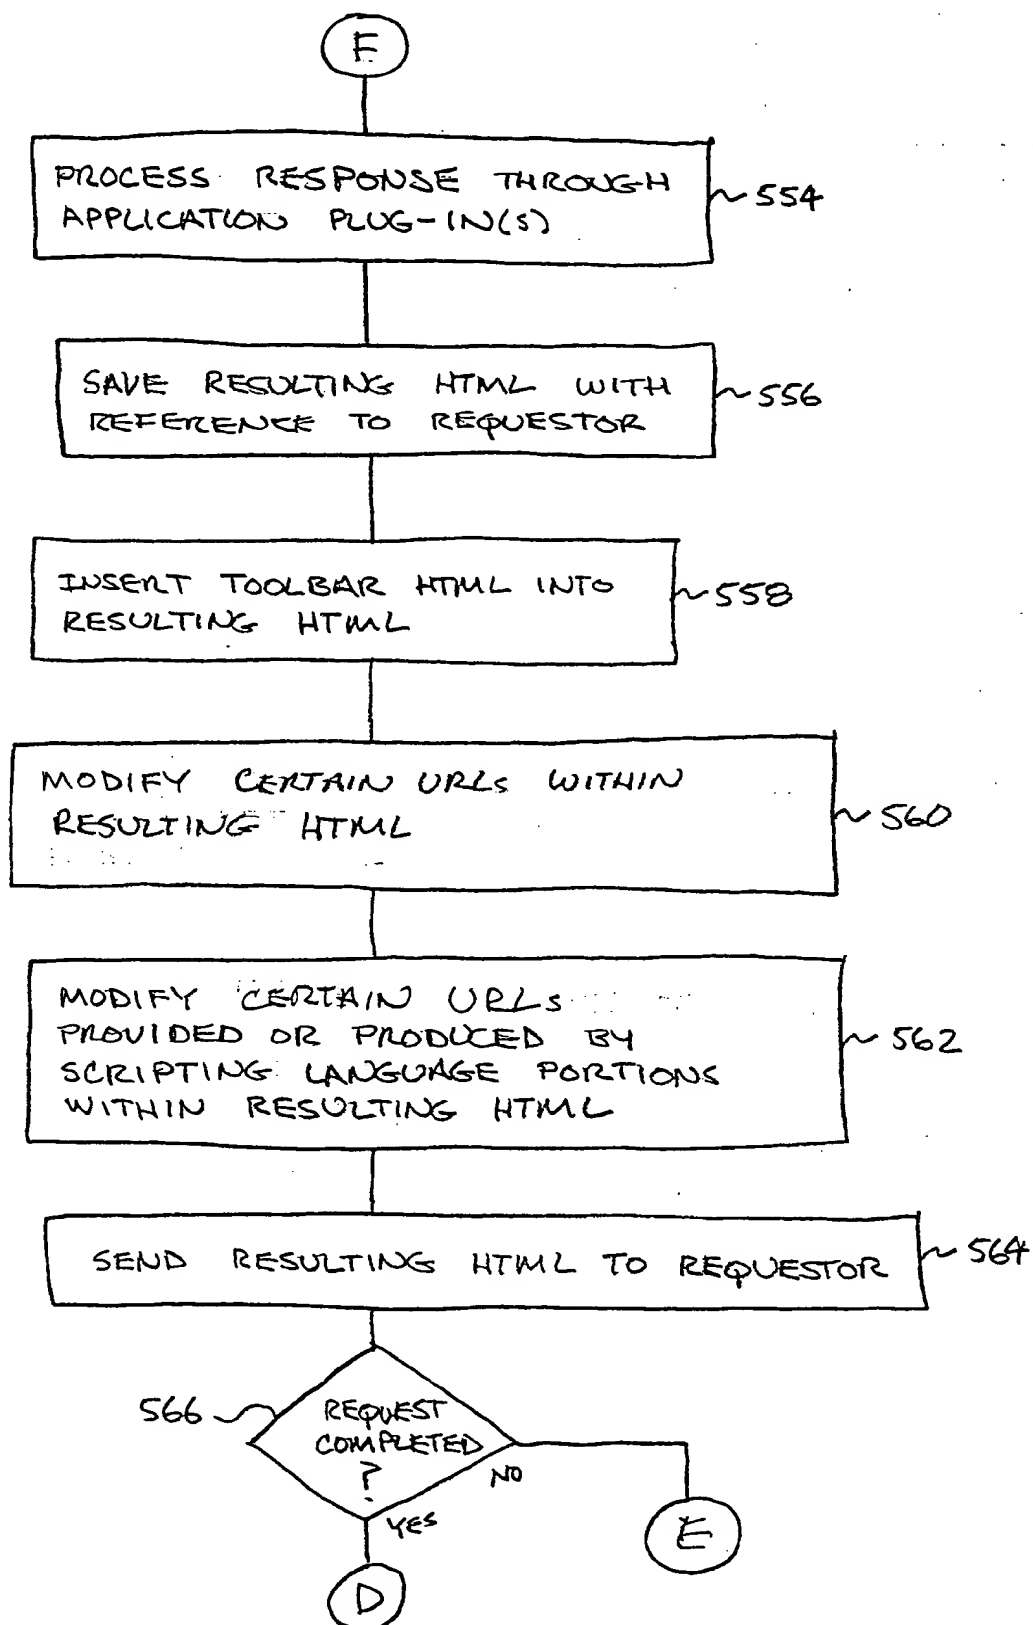 F
PROCESS RESPONSE THROUGH
APPLICATION PLUG-IN(S)
554
SAVE RESULTING HTML WITH
REFERENCE TO REQUESTOR
556
INSERT TOOLBAR HTML INTO
RESULTING HTML
558
MODIFY CERTAIN URLs WITHIN
RESULTING HTML
560
MODIFY CERTAIN URLs
PROVIDED OR PRODUCED BY
SCRIPTING LANGUAGE PORTIONS
WITHIN RESULTING HTML
562
SEND RESULTING HTML TO REQUESTOR
564
566
REQUEST
COMPLETED
?
NO
YES
E
D